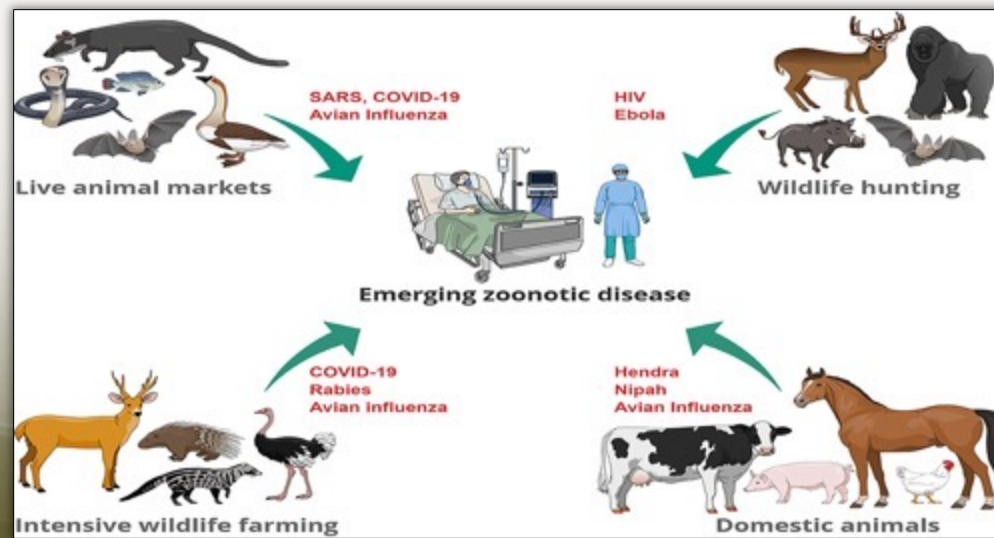 SARS, COVID-19
Avian Influenza
Live animal markets
HIV
Ebola
Wildlife hunting
Emerging zoonotic disease
COVID-19
Rabies
Avian influenza
Intensive wildlife farming
Hendra
Nipah
Avian Influenza
Domestic animals